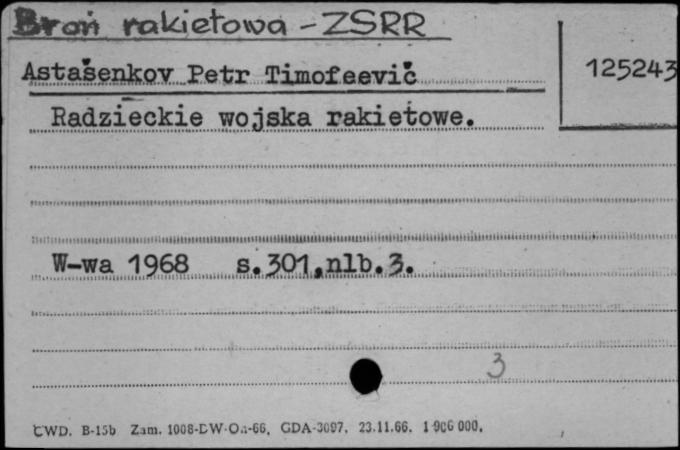 Broń rakietowa - ZSRR
125243
Astašenkov Petr Timofeevič
Radzieckie wojska rakietowe.
W-wa 1968 s.301,nlb.3.
3
CWD. B-15b Zam. 1008-DW-Oa-66. GDA-3097. 23.11.66. 1 906 000.